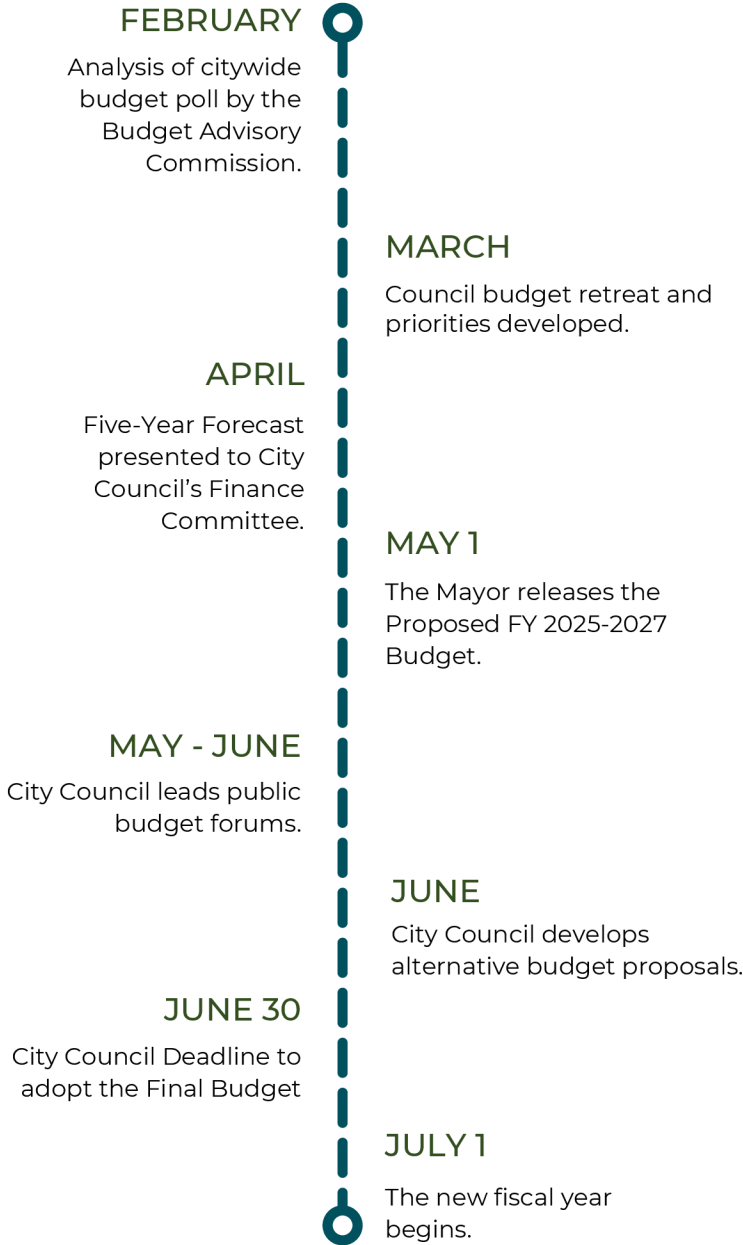 FEBRUARY
Analysis of citywide
budget poll by the
Budget Advisory
Commission.
MARCH
Council budget retreat and
priorities developed.
APRIL
Five-Year Forecast
presented to City
Council’s Finance
Committee.
MAY 1
The Mayor releases the
Proposed FY 2025-2027
Budget.
MAY - JUNE
City Council leads public
budget forums.
JUNE
City Council develops
alternative budget proposals.
JUNE 30
City Council Deadline to
adopt the Final Budget
JULY 1
The new fiscal year
begins.